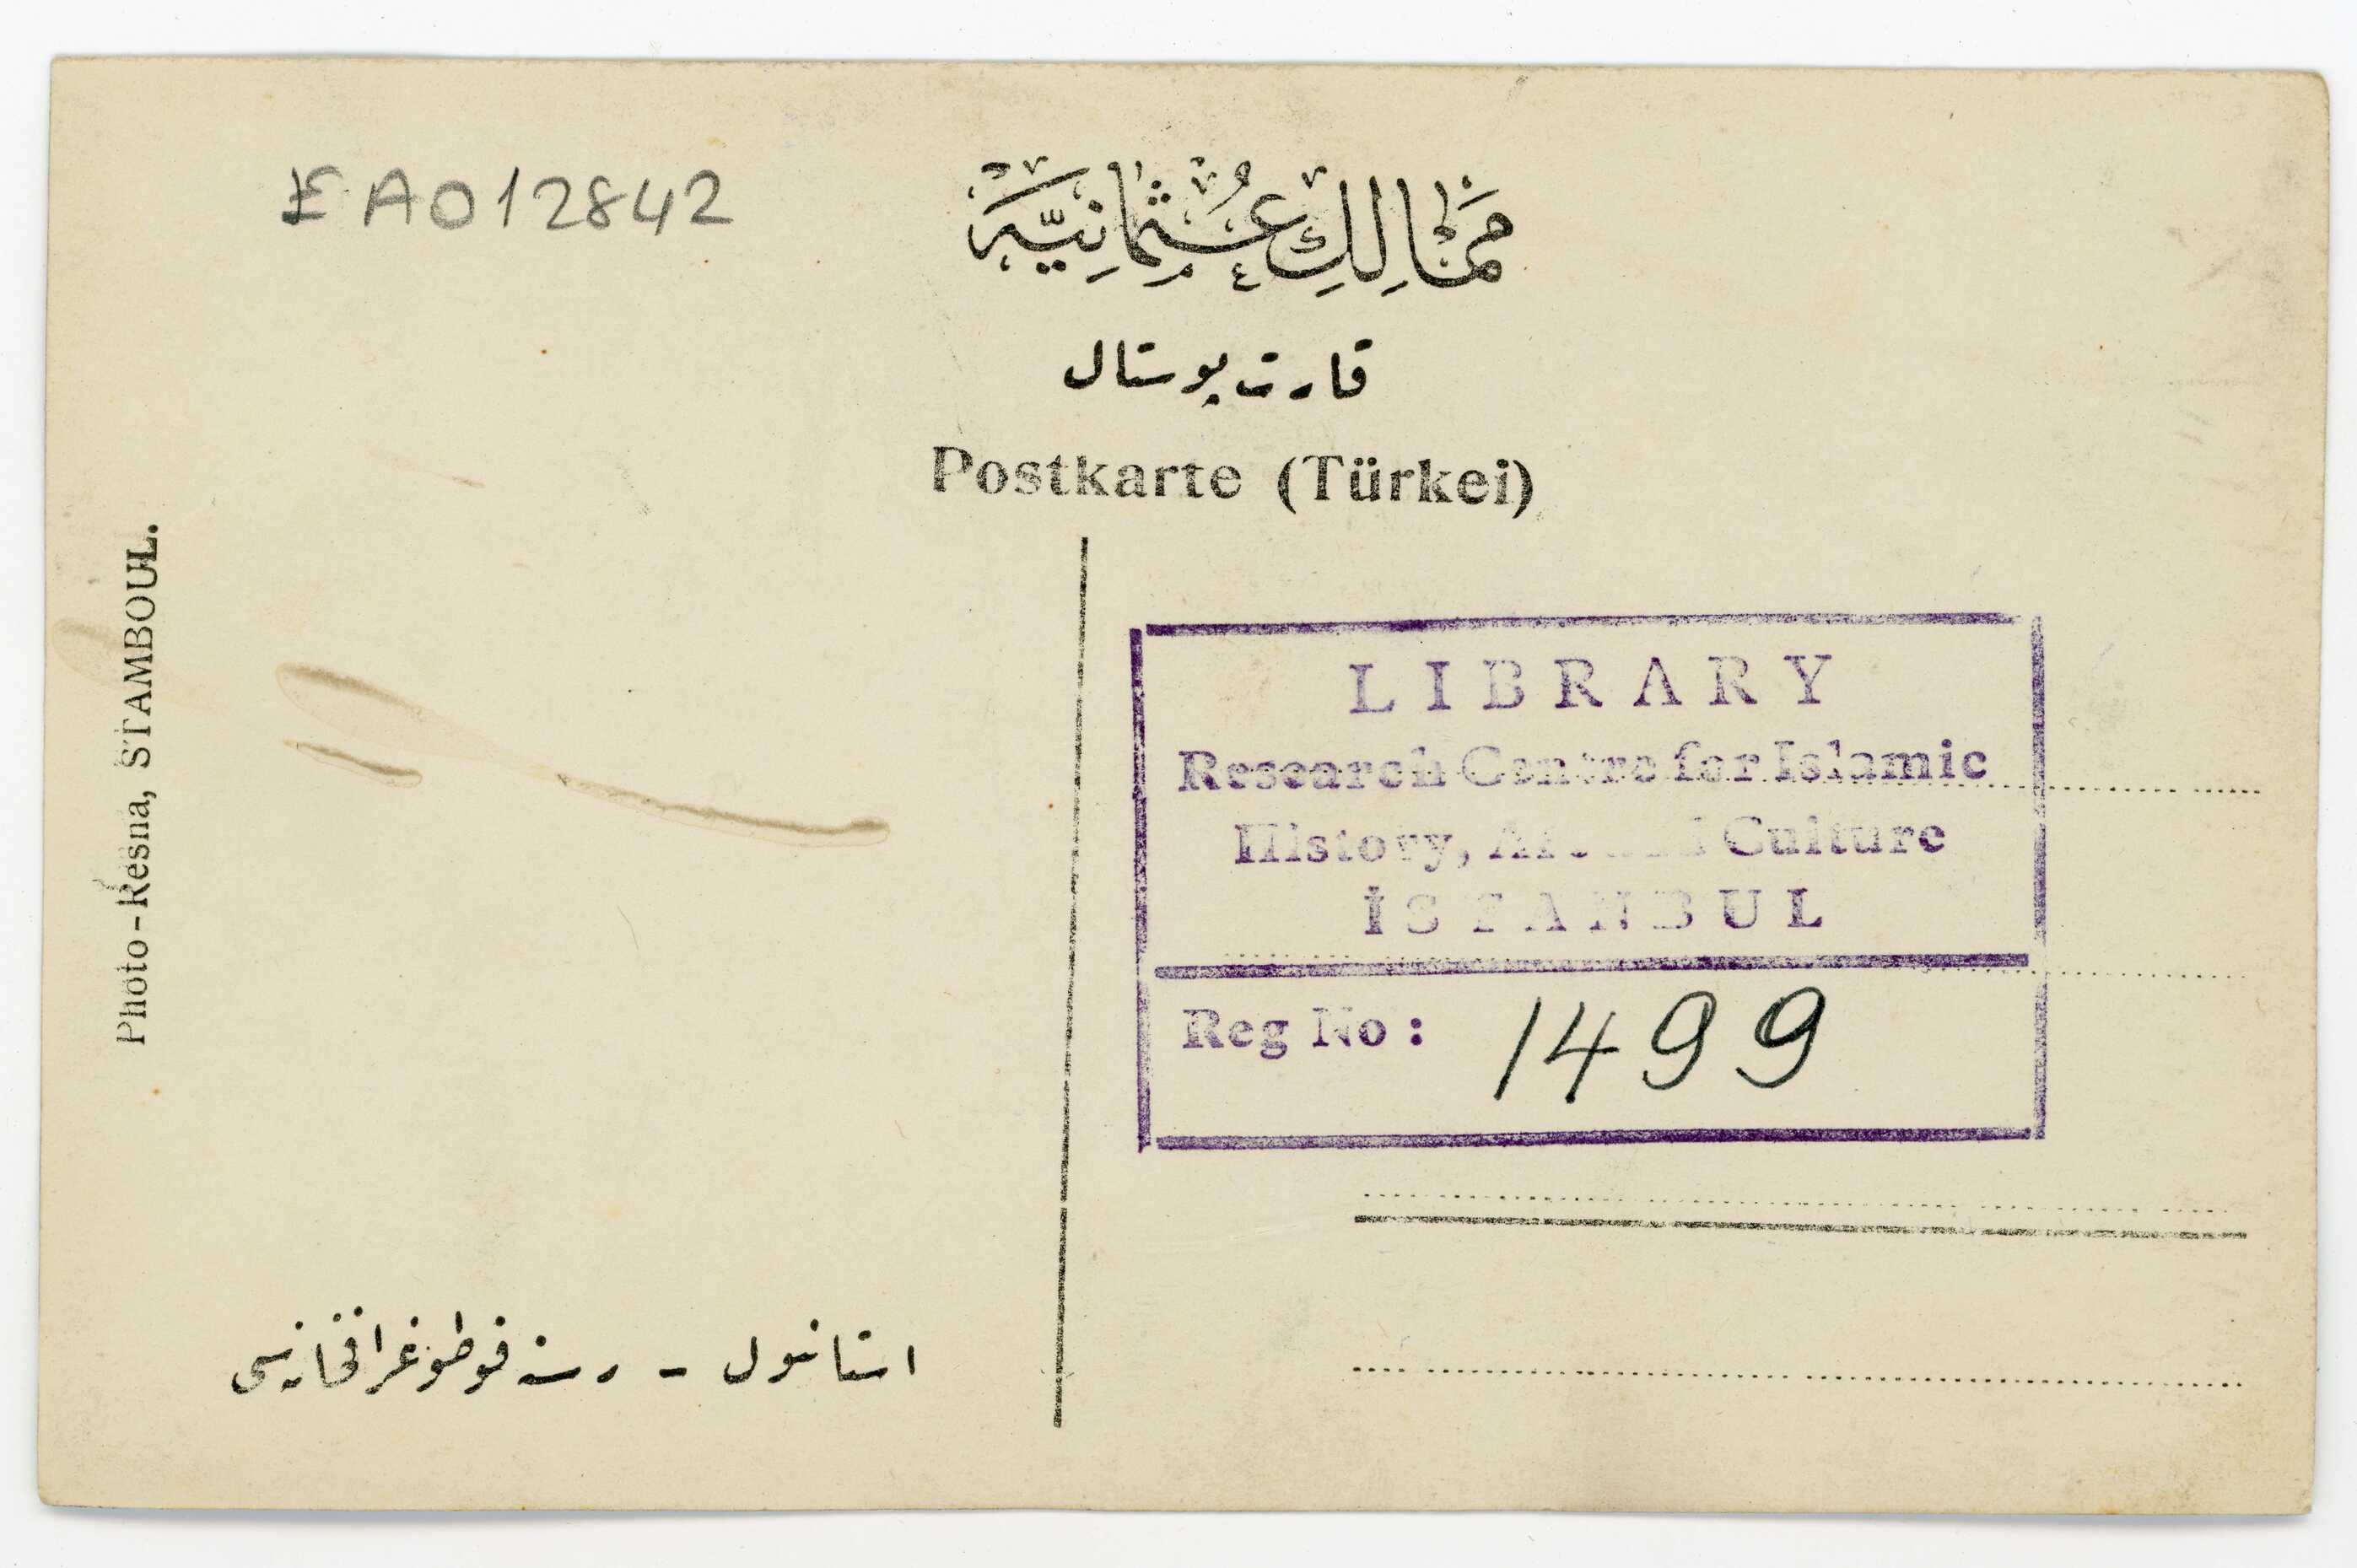 EA012842
ممالك عثمانیه
قارت پوستال
Postkarte (Türkei)
Photo-Resna, STAMBOUL.
LIBRARY
Research Centre for Islamic
History, Art and Culture
İSTANBUL
Reg No : 1499
استانبول - رسنه فوطوغرافخانه‌سی